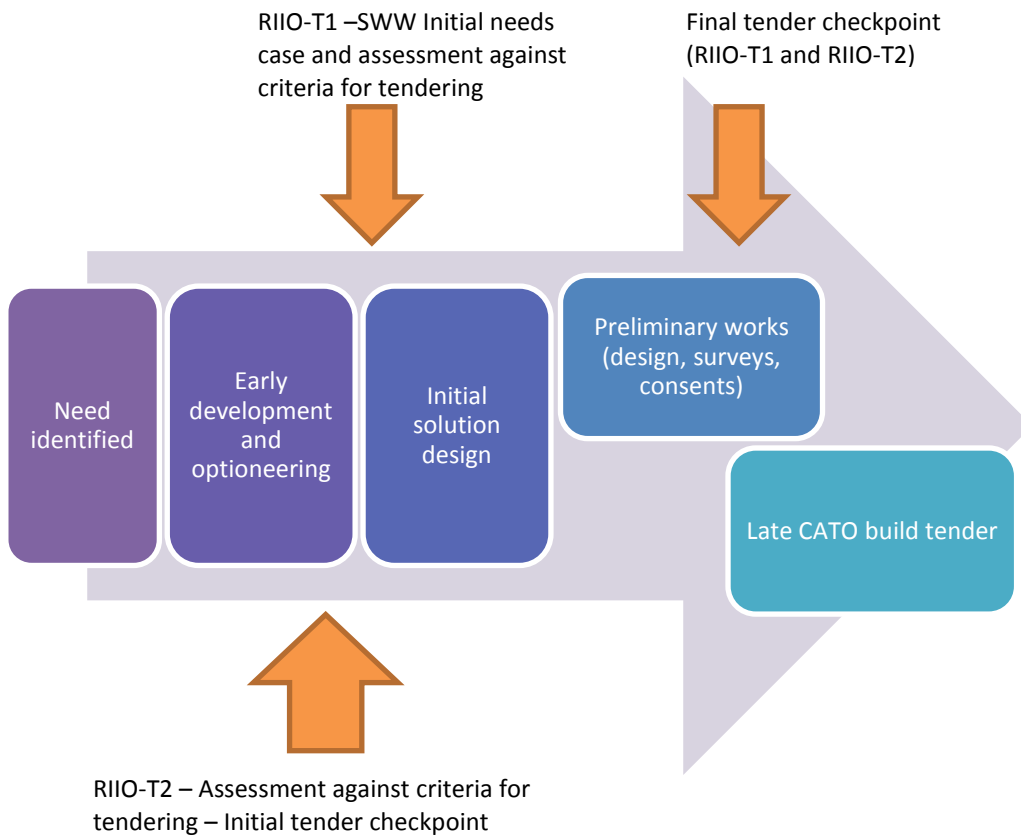 RIIO-T1 –SWW Initial needs
case and assessment against
criteria for tendering
Final tender checkpoint
(RIIO-T1 and RIIO-T2)
Need
identified
Early
development
and
optioneering
Initial
solution
design
Preliminary works
(design, surveys,
consents)
Late CATO build tender
RIIO-T2 – Assessment against criteria for
tendering – Initial tender checkpoint